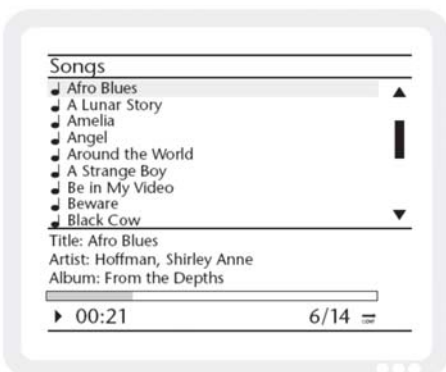 Songs
Afro Blues
A Lunar Story
Amelia
Angel
Around the World
A Strange Boy
Be in My Video
Beware
Black Cow
Title: Afro Blues
Artist: Hoffman, Shirley Anne
Album: From the Depths
00:21 6/14